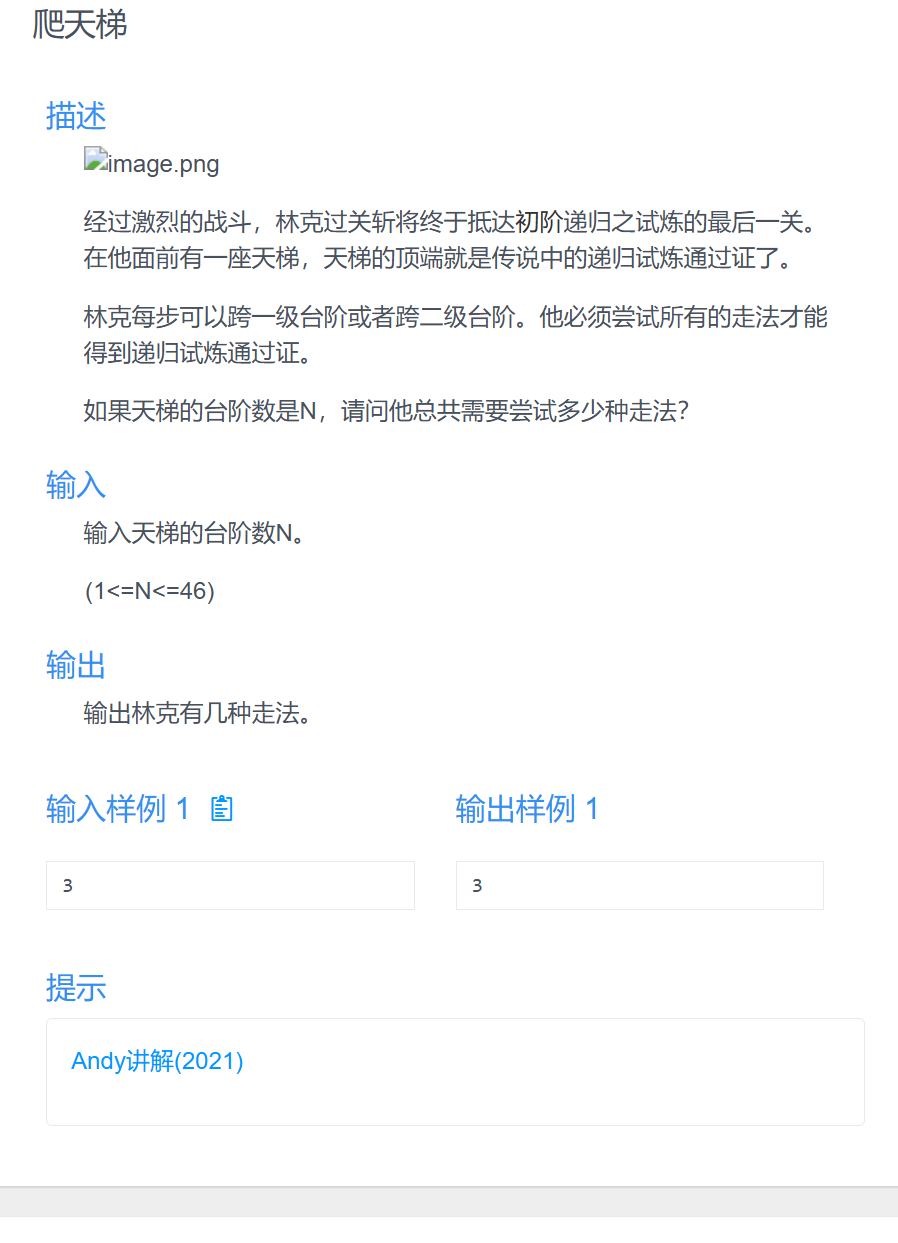 爬天梯
描述
image.png
经过激烈的战斗，林克过关斩将终于抵达初阶递归之试炼的最后一关。
在他面前有一座天梯，天梯的顶端就是传说中的递归试炼通过证了。
林克每步可以跨一级台阶或者跨二级台阶。他必须尝试所有的走法才能
得到递归试炼通过证。
如果天梯的台阶数是N，请问他总共需要尝试多少种走法？
输入
输入天梯的台阶数N。
(1<=N<=46)
输出
输出林克有几种走法。
输入样例 1
输出样例 1
3
3
提示
Andy讲解(2021)